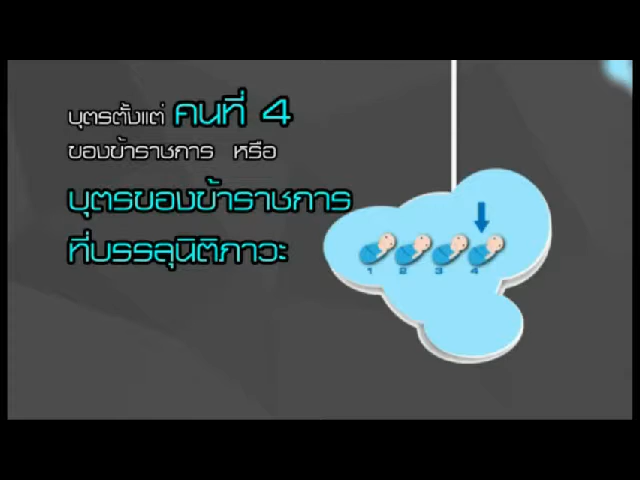 บุตรตั้งแต่ คนที่ 4
ของข้าราชการ หรือ
บุตรของข้าราชการ
ที่บรรลุนิติภาวะ
1 2 3 4